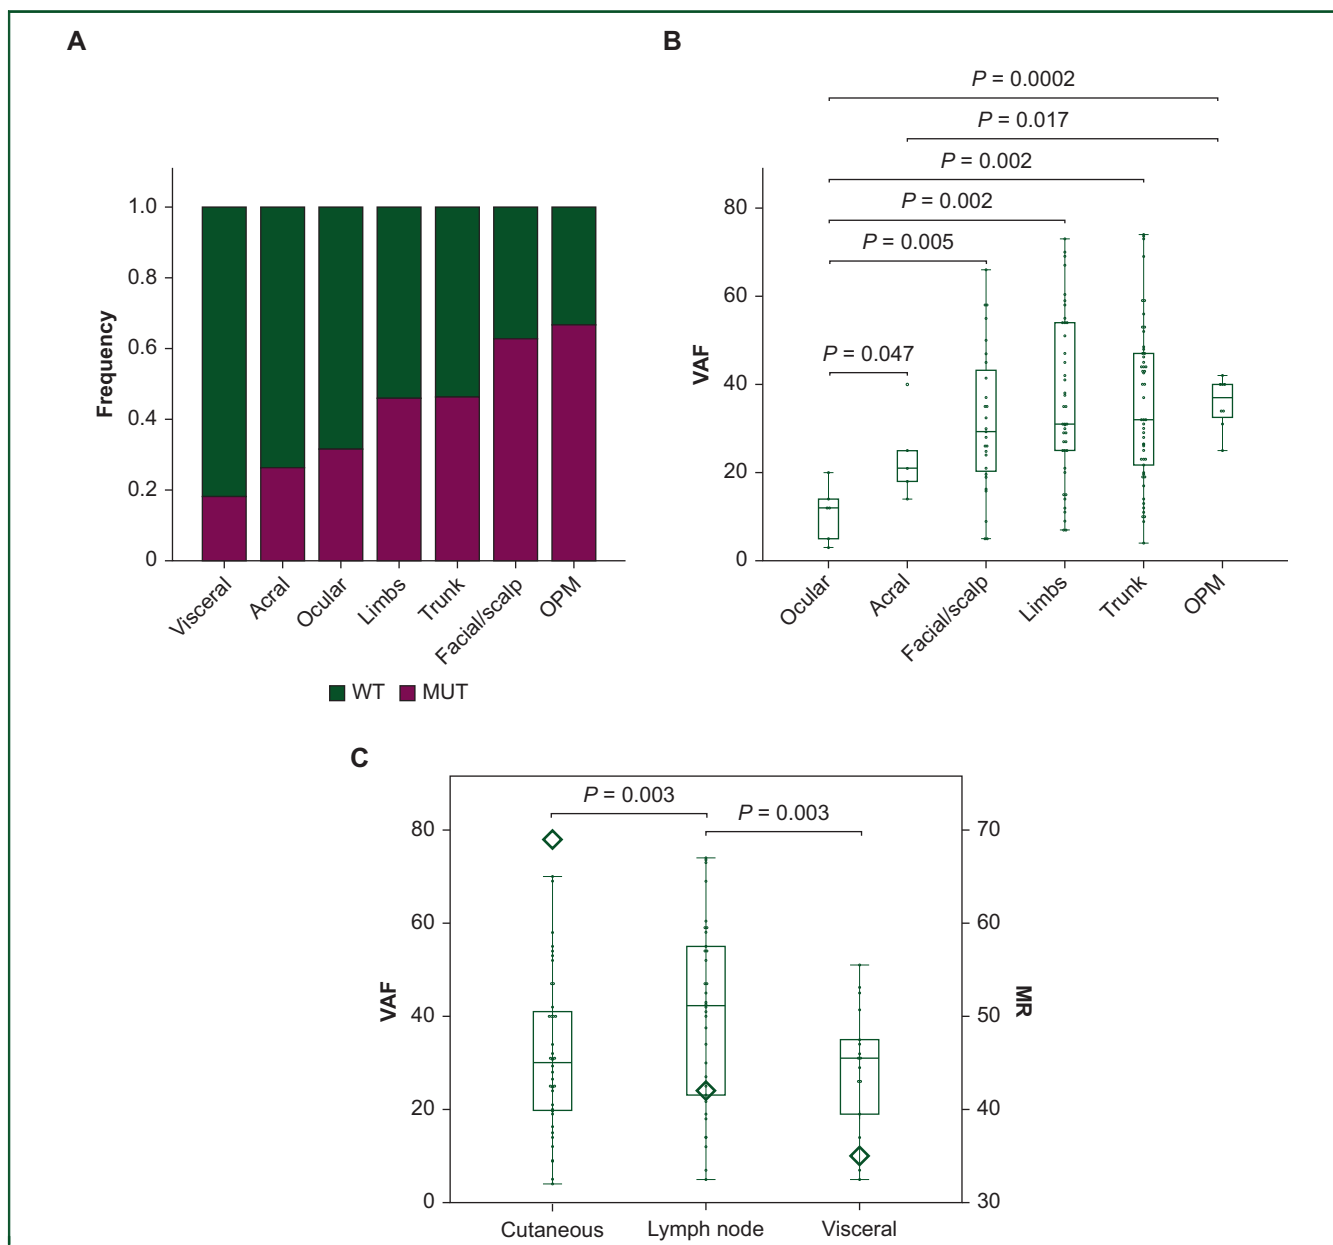 A
B
P = 0.0002
P = 0.017
P = 0.002
P = 0.002
P = 0.005
P = 0.047
Frequency
1.0
0.8
0.6
0.4
0.2
0
Visceral
Acral
Ocular
Limbs
Trunk
Facial/scalp
OPM
WT MUT
VAF
80
60
40
20
0
Ocular
Acral
Facial/scalp
Limbs
Trunk
OPM
C
P = 0.003
P = 0.003
VAF
80
60
40
20
0
MR
70
60
50
40
30
Cutaneous Lymph node Visceral